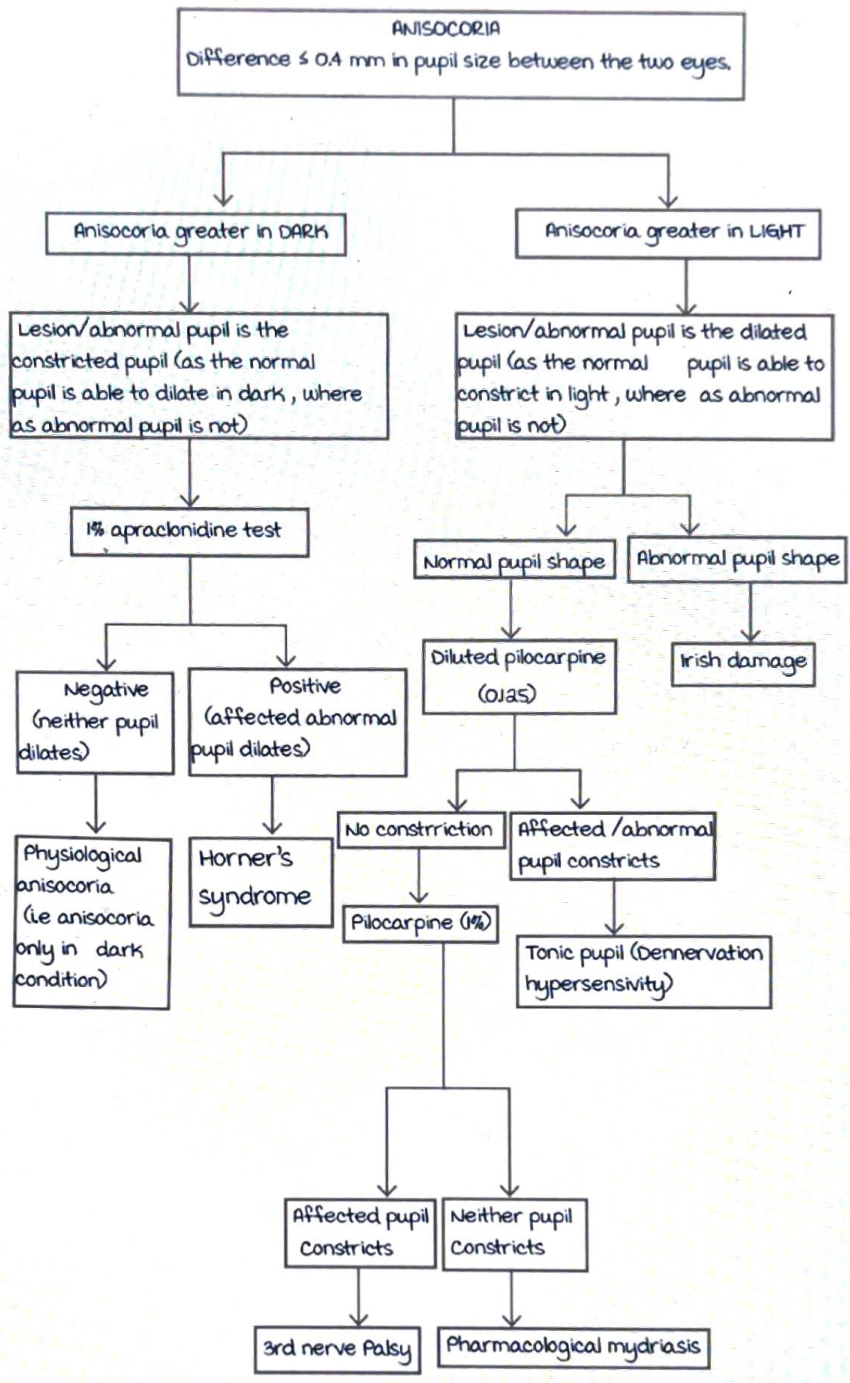 ANISOCORIA
Difference ≤ 0.4 mm in pupil size between the two eyes.
Anisocoria greater in DARK
Anisocoria greater in LIGHT
Lesion/abnormal pupil is the
constricted pupil (as the normal
pupil is able to dilate in dark, where
as abnormal pupil is not)
Lesion/abnormal pupil is the dilated
pupil (as the normal pupil is able to
constrict in light, where as abnormal
pupil is not)
1% apraclonidine test
Normal pupil shape
Abnormal pupil shape
Negative
(neither pupil
dilates)
Positive
(affected abnormal
pupil dilates)
Diluted pilocarpine
(0.125)
Irish damage
Physiological
anisocoria
(i.e anisocoria
only in dark
condition)
Horner's
syndrome
No constrriction
Affected /abnormal
pupil constricts
Pilocarpine (1%)
Tonic pupil (Dennervation
hypersensivity)
Affected pupil
Constricts
Neither pupil
Constricts
3rd nerve Palsy
Pharmacological mydriasis